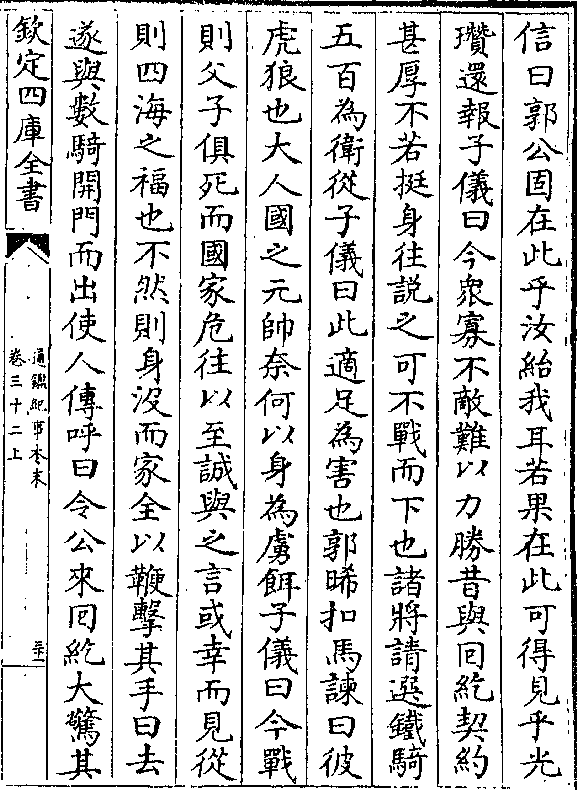 信曰郭公固在此乎汝紿我耳若果在此可得見乎光
瓚還報子儀曰今衆寡不敵難以力勝昔與囘紇契約
甚厚不若挺身往説之可不戰而下也諸將請選鐵騎
五百為衛從子儀曰此適足為害也郭晞扣馬諫曰彼
虎狼也大人國之元帥奈何以身為虜餌子儀曰今戰
則父子俱死而國家危往以至誠與之言或幸而見從
則四海之福也不然則身沒而家全以鞭擊其手曰去
遂與數騎開門而出使人傳呼曰令公來囘紇大驚其
欽定四庫全書
通鑑紀事本末
卷三十二上